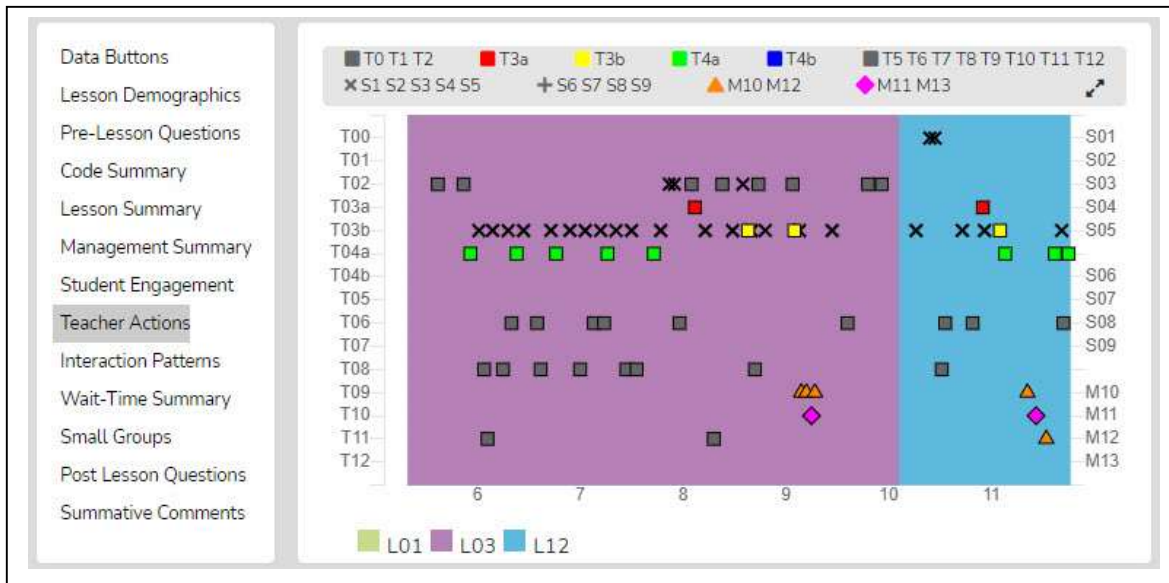 Data Buttons
Lesson Demographics
Pre-Lesson Questions
Code Summary
Lesson Summary
Management Summary
Student Engagement
Teacher Actions
Interaction Patterns
Wait-Time Summary
Small Groups
Post Lesson Questions
Summative Comments
T0 T1 T2 T3a T3b T4a T4b T5 T6 T7 T8 T9 T10 T11 T12
S1 S2 S3 S4 S5 S6 S7 S8 S9 M10 M12 M11 M13
T00 S01
T01 S02
T02 S03
T03a S04
T03b S05
T04a
T04b S06
T05 S07
T06 S08
T07 S09
T08
T09 M10
T10 M11
T11 M12
T12 M13
6 7 8 9 10 11
L01 L03 L12